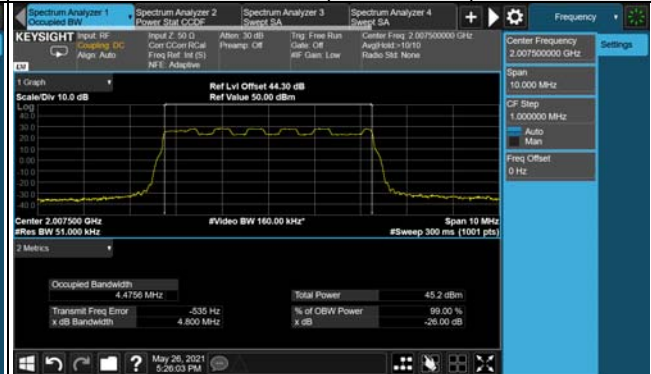 Spectrum Analyzer 1
Occupied BW
Spectrum Analyzer 2
Power Stat CCDF
Spectrum Analyzer 3
Swept SA
Spectrum Analyzer 4
Swept SA
Frequency
KEYSIGHT
Input: RF
Coupling: DC
Align: Auto
Input Z: 50 Ω
Corr CCorr RCal
Freq Ref: Int (S)
NFE: Adaptive
Atten: 30 dB
Preamp: Off
Trig: Free Run
Gate: Off
#IF Gain: Low
Center Freq: 2.007500000 GHz
Avg|Hold:>10/10
Radio Std: None
Center Frequency
2.007500000 GHz
Settings
Span
10.000 MHz
CF Step
1.000000 MHz
Auto
Man
Freq Offset
0 Hz
1 Graph
Scale/Div 10.0 dB
Ref Lvl Offset 44.30 dB
Ref Value 50.00 dBm
Log
40.0
30.0
20.0
10.0
0.00
-10.0
-20.0
-30.0
-40.0
Center 2.007500 GHz
#Res BW 51.000 kHz
#Video BW 160.00 kHz*
Span 10 MHz
#Sweep 300 ms (1001 pts)
2 Metrics
Occupied Bandwidth
4.4756 MHz
Transmit Freq Error
-535 Hz
x dB Bandwidth
4.800 MHz
Total Power
45.2 dBm
% of OBW Power
99.00 %
x dB
-26.00 dB
May 26, 2021
5:26:03 PM